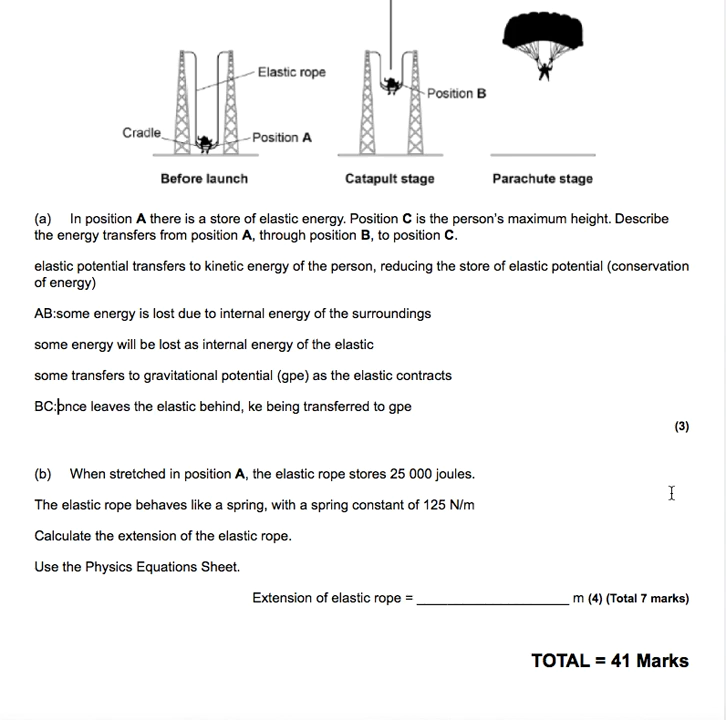 Elastic rope
Position B
Cradle
Position A
Before launch
Catapult stage
Parachute stage
(a) In position A there is a store of elastic energy. Position C is the person's maximum height. Describe
the energy transfers from position A, through position B, to position C.
elastic potential transfers to kinetic energy of the person, reducing the store of elastic potential (conservation
of energy)
AB:some energy is lost due to internal energy of the surroundings
some energy will be lost as internal energy of the elastic
some transfers to gravitational potential (gpe) as the elastic contracts
BC:once leaves the elastic behind, ke being transferred to gpe
(3)
(b) When stretched in position A, the elastic rope stores 25 000 joules.
The elastic rope behaves like a spring, with a spring constant of 125 N/m
Calculate the extension of the elastic rope.
Use the Physics Equations Sheet.
Extension of elastic rope = ____________________ m (4) (Total 7 marks)
TOTAL = 41 Marks